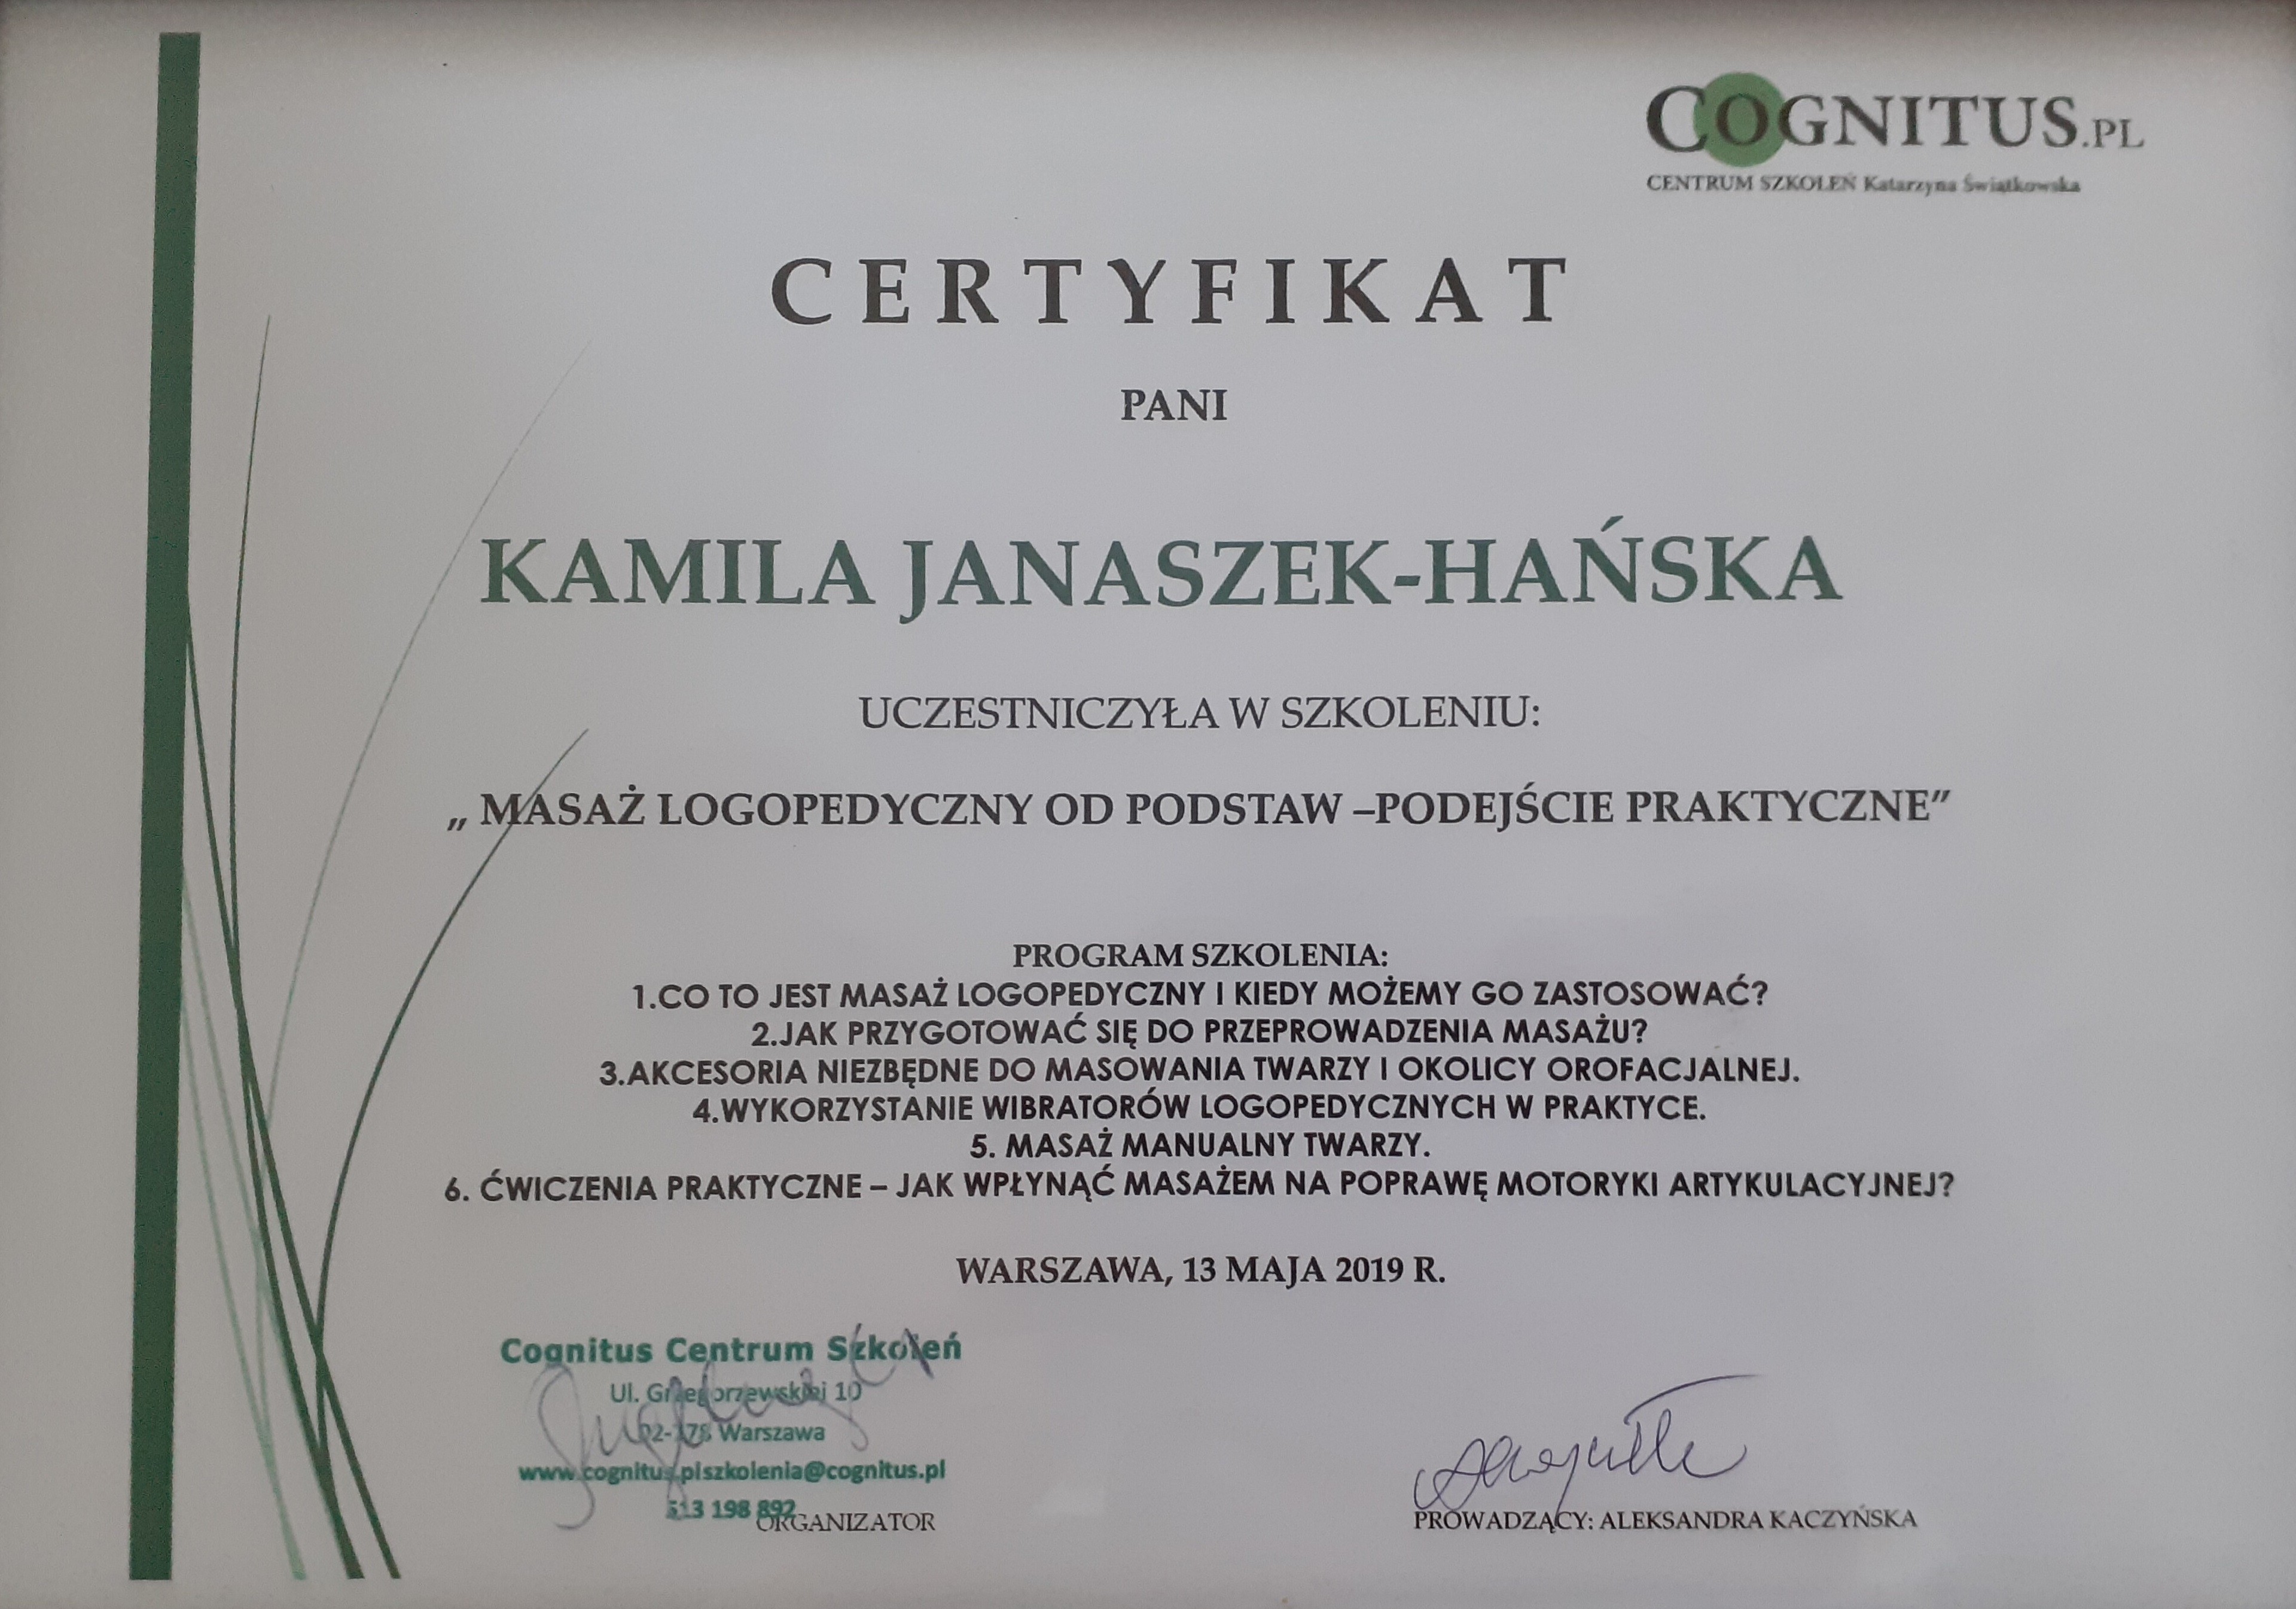 COGNITUS.PL
CENTRUM SZKOLEŃ Katarzyna Świątkowska
CERTYFIKAT
PANI
KAMILA JANASZEK-HAŃSKA
UCZESTNICZYŁA W SZKOLENIU:
„ MASAŻ LOGOPEDYCZNY OD PODSTAW –PODEJŚCIE PRAKTYCZNE”
PROGRAM SZKOLENIA:
1.CO TO JEST MASAŻ LOGOPEDYCZNY I KIEDY MOŻEMY GO ZASTOSOWAĆ?
2.JAK PRZYGOTOWAĆ SIĘ DO PRZEPROWADZENIA MASAŻU?
3.AKCESORIA NIEZBĘDNE DO MASOWANIA TWARZY I OKOLICY OROFACJALNEJ.
4.WYKORZYSTANIE WIBRATORÓW LOGOPEDYCZNYCH W PRAKTYCE.
5. MASAŻ MANUALNY TWARZY.
6. ĆWICZENIA PRAKTYCZNE – JAK WPŁYNĄĆ MASAŻEM NA POPRAWĘ MOTORYKI ARTYKULACYJNEJ?
WARSZAWA, 13 MAJA 2019 R.
Cognitus Centrum Szkoleń
Ul. Grzegorzewskiej 10
Warszawa
www.cognitus.plszkolenia@cognitus.pl
513 198 892
ORGANIZATOR
PROWADZĄCY: ALEKSANDRA KACZYŃSKA